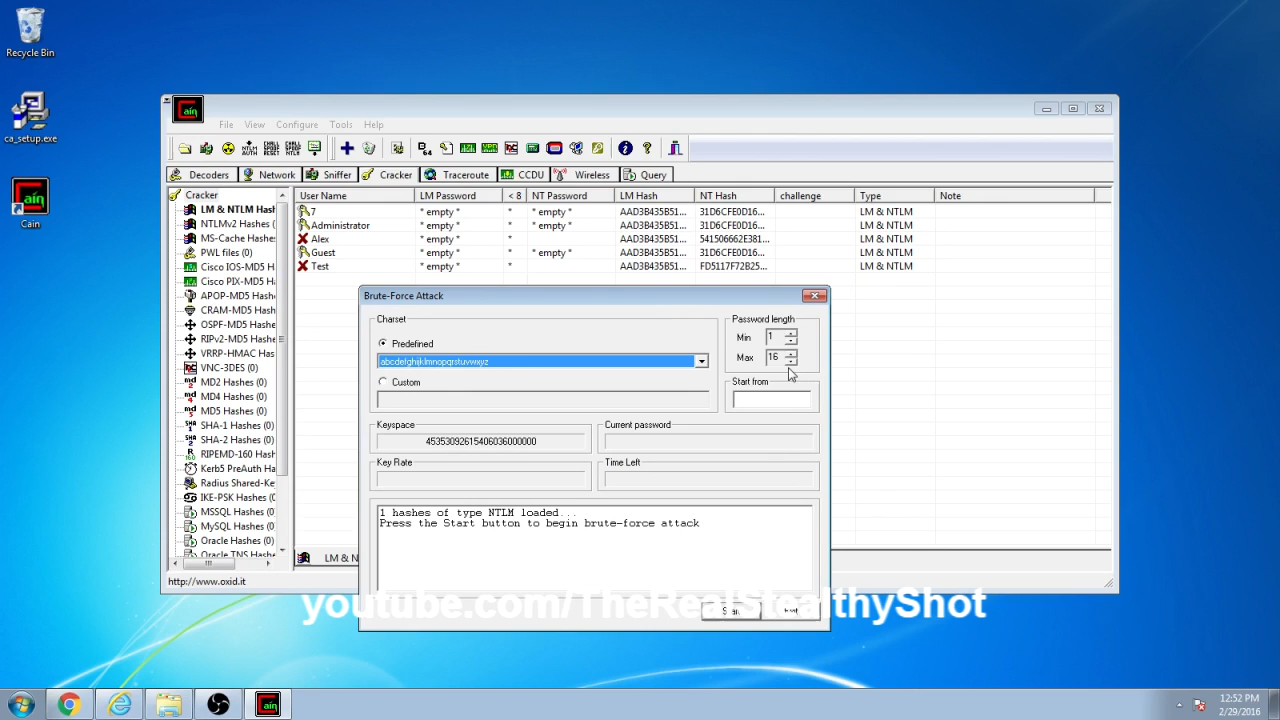 Recycle Bin
ca_setup.exe
Cain
File View Configure Tools Help
Decoders Network Sniffer Cracker Traceroute CCDU Wireless Query
Cracker
LM & NTLM Hash
NTLMv2 Hashes (
MS-Cache Hashe
PWL files (0)
Cisco IOS-MD5 H
Cisco PIX-MD5 H
APOP-MD5 Hashe
CRAM-MD5 Hash
OSPF-MD5 Hashe
RIPv2-MD5 Hash
VRRP-HMAC Has
VNC-3DES (0)
MD2 Hashes (0)
MD4 Hashes (0)
MD5 Hashes (0)
SHA-1 Hashes (0)
SHA-2 Hashes (0)
RIPEMD-160 Hash
Kerb5 PreAuth Ha
Radius Shared-Ke
IKE-PSK Hashes (
MSSQL Hashes (0
MySQL Hashes (0
Oracle Hashes (0)
Oracle TNS Hashe
User Name LM Password < 8 NT Password LM Hash NT Hash challenge Type Note
7 * empty * * * empty * AAD3B435B51... 31D6CFE0D16... LM & NTLM
Administrator * empty * * * empty * AAD3B435B51... 31D6CFE0D16... LM & NTLM
Alex * empty * * AAD3B435B51... 541506662E381... LM & NTLM
Guest * empty * * * empty * AAD3B435B51... 31D6CFE0D16... LM & NTLM
Test * empty * * AAD3B435B51... FD5117F72B25... LM & NTLM
Brute-Force Attack
Charset
Predefined
abcdefghijklmnopqrstuvwxyz
Custom
Password length
Min 1
Max 16
Start from
Keyspace
45353092615406036000000
Current password
Key Rate
Time Left
1 hashes of type NTLM loaded...
Press the Start button to begin brute-force attack
LM & N
http://www.oxid.it
youtube.com/TheRealStealthyShot
12:52 PM
2/29/2016